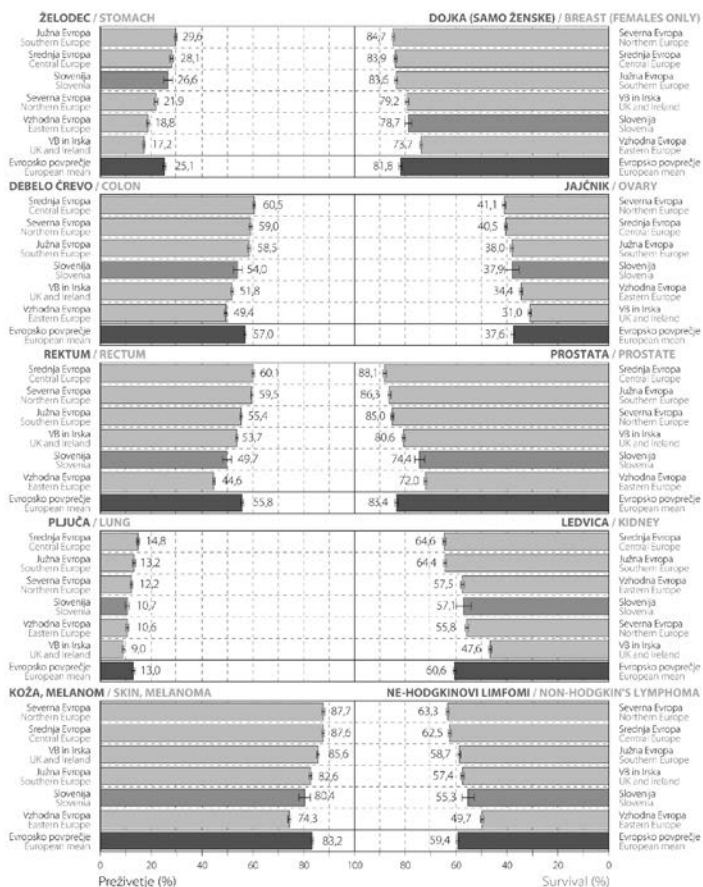 ŽELODEC / STOMACH
Južna Evropa
Southern Europe
29,6
Srednja Evropa
Central Europe
28,1
Slovenija
Slovenia
26,6
Severna Evropa
Northern Europe
21,9
Vzhodna Evropa
Eastern Europe
18,8
VB in Irska
UK and Ireland
17,2
Evropsko povprečje
European mean
25,1
DOJKA (SAMO ŽENSKE) / BREAST (FEMALES ONLY)
84,7
Severna Evropa
Northern Europe
83,9
Srednja Evropa
Central Europe
83,6
Južna Evropa
Southern Europe
79,2
VB in Irska
UK and Ireland
78,7
Slovenija
Slovenia
73,7
Vzhodna Evropa
Eastern Europe
81,8
Evropsko povprečje
European mean
DEBELO ČREVO / COLON
Srednja Evropa
Central Europe
60,5
Severna Evropa
Northern Europe
59,0
Južna Evropa
Southern Europe
58,5
Slovenija
Slovenia
54,0
VB in Irska
UK and Ireland
51,8
Vzhodna Evropa
Eastern Europe
49,4
Evropsko povprečje
European mean
57,0
JAJČNIK / OVARY
41,1
Severna Evropa
Northern Europe
40,5
Srednja Evropa
Central Europe
38,0
Južna Evropa
Southern Europe
37,9
Slovenija
Slovenia
34,4
Vzhodna Evropa
Eastern Europe
31,0
VB in Irska
UK and Ireland
37,6
Evropsko povprečje
European mean
REKTUM / RECTUM
Srednja Evropa
Central Europe
60,1
Severna Evropa
Northern Europe
59,5
Južna Evropa
Southern Europe
55,4
VB in Irska
UK and Ireland
53,7
Slovenija
Slovenia
49,7
Vzhodna Evropa
Eastern Europe
44,6
Evropsko povprečje
European mean
55,8
PROSTATA / PROSTATE
88,1
Srednja Evropa
Central Europe
86,3
Južna Evropa
Southern Europe
85,0
Severna Evropa
Northern Europe
80,6
VB in Irska
UK and Ireland
74,4
Slovenija
Slovenia
72,0
Vzhodna Evropa
Eastern Europe
83,4
Evropsko povprečje
European mean
PLJUČA / LUNG
Srednja Evropa
Central Europe
14,8
Južna Evropa
Southern Europe
13,2
Severna Evropa
Northern Europe
12,2
Slovenija
Slovenia
10,7
Vzhodna Evropa
Eastern Europe
10,6
VB in Irska
UK and Ireland
9,0
Evropsko povprečje
European mean
13,0
LEDVICA / KIDNEY
64,6
Srednja Evropa
Central Europe
64,4
Južna Evropa
Southern Europe
57,5
Vzhodna Evropa
Eastern Europe
57,1
Slovenija
Slovenia
55,8
Severna Evropa
Northern Europe
47,6
VB in Irska
UK and Ireland
60,6
Evropsko povprečje
European mean
KOŽA, MELANOM / SKIN, MELANOMA
Severna Evropa
Northern Europe
87,7
Srednja Evropa
Central Europe
87,6
VB in Irska
UK and Ireland
85,6
Južna Evropa
Southern Europe
82,6
Slovenija
Slovenia
80,4
Vzhodna Evropa
Eastern Europe
74,3
Evropsko povprečje
European mean
83,2
NE-HODGKINOVI LIMFOMI / NON-HODGKIN'S LYMPHOMA
63,3
Severna Evropa
Northern Europe
62,5
Srednja Evropa
Central Europe
58,7
Južna Evropa
Southern Europe
57,4
VB in Irska
UK and Ireland
55,3
Slovenija
Slovenia
49,7
Vzhodna Evropa
Eastern Europe
59,4
Evropsko povprečje
European mean
0 20 40 60 80 100 80 60 40 20 0
Preživetje (%) Survival (%)